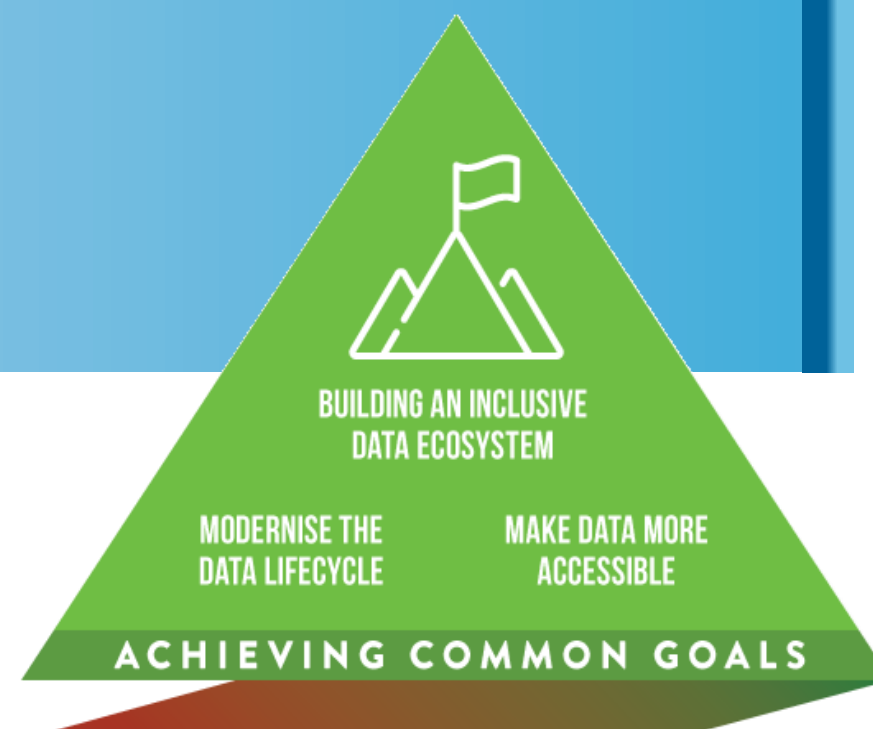 BUILDING AN INCLUSIVE
DATA ECOSYSTEM
MODERNISE THE
DATA LIFECYCLE
MAKE DATA MORE
ACCESSIBLE
ACHIEVING COMMON GOALS